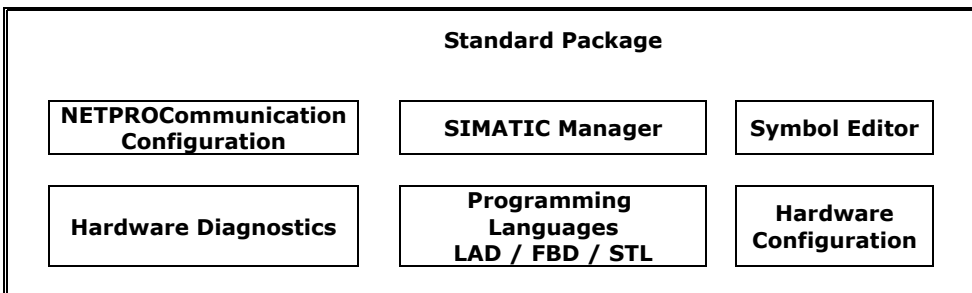 Standard Package
NETPROCommunication
Configuration
SIMATIC Manager
Symbol Editor
Hardware Diagnostics
Programming
Languages
LAD / FBD / STL
Hardware
Configuration